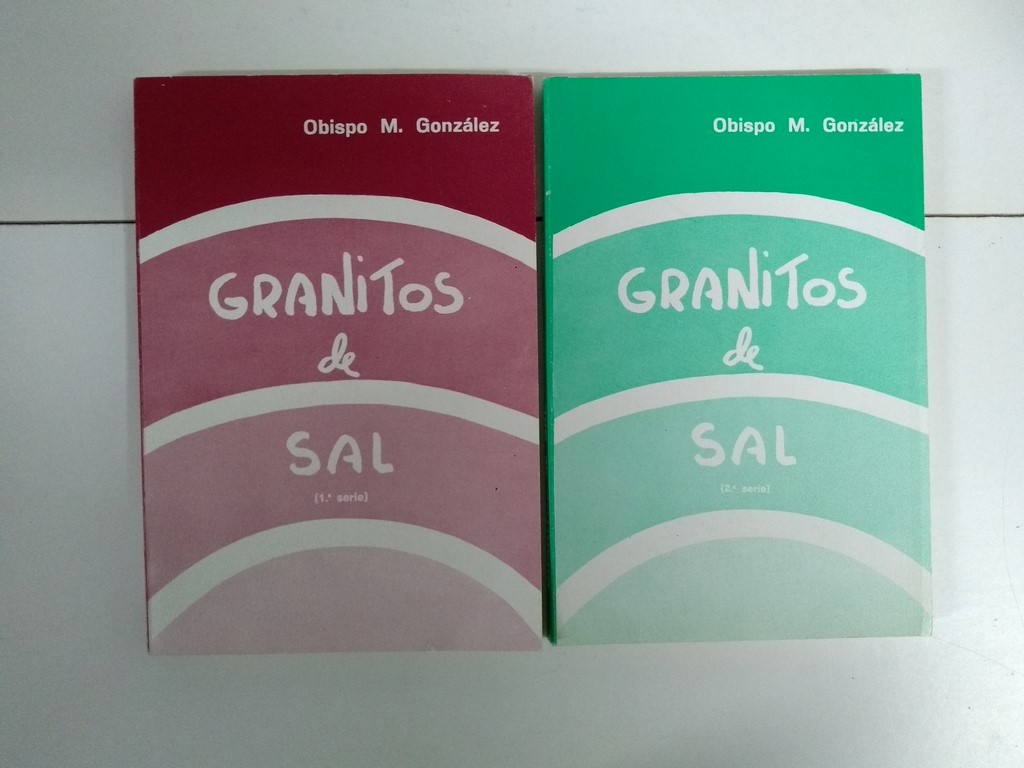 Obispo M. González
GRANiTOS
de
SAL
(1.ª serie)
Obispo M. González
GRANiTOS
de
SAL
(2.ª serie)